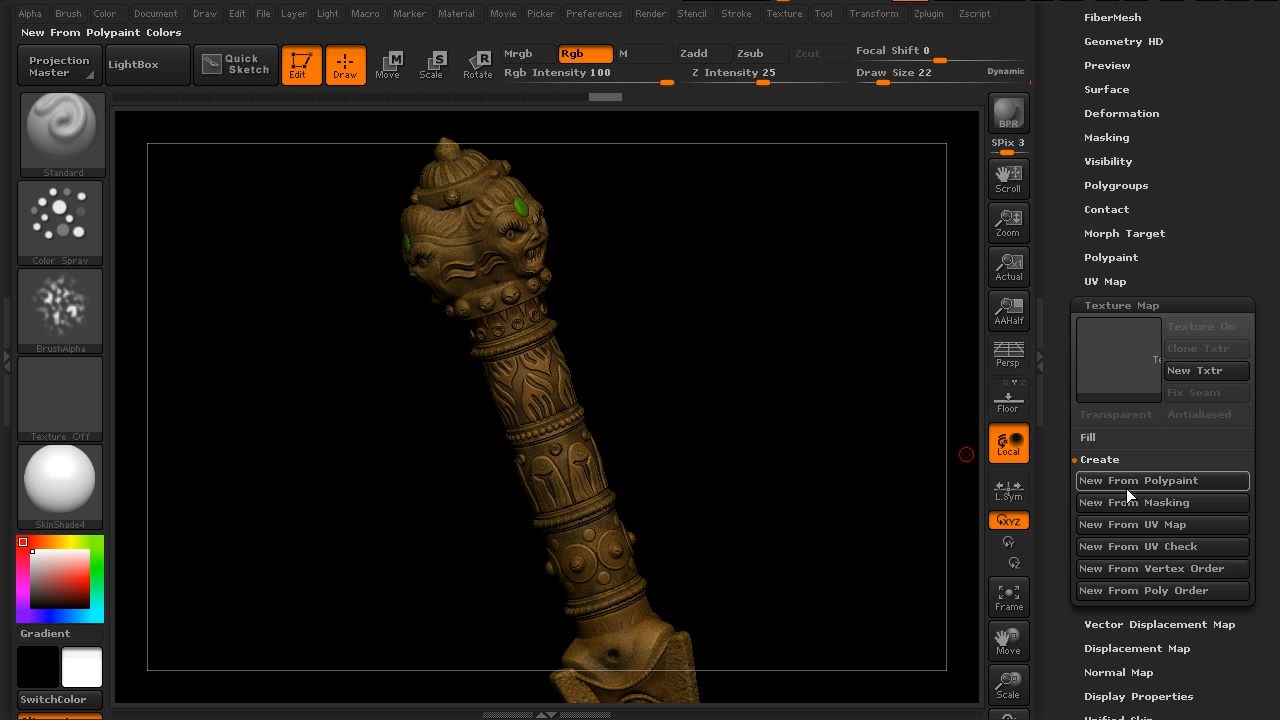 Alpha Brush Color Document Draw Edit File Layer Light Macro Marker Material Movie Picker Preferences Render Stencil Stroke Texture Tool Transform Zplugin Zscript
New From Polypaint Colors
Projection Master
LightBox
Quick Sketch
Edit
Draw
Move
Scale
Rotate
Mrgb Rgb M Zadd Zsub Zcut
Rgb Intensity 100 Z Intensity 25
Focal Shift 0
Draw Size 22 Dynamic
Standard
Color Spray
BrushAlpha
Texture Off
SkinShade4
Gradient
SwitchColor
BPR
SPix 3
Scroll
Zoom
Actual
AAHalf
Persp
Floor
Local
L.Sym
XYZ
Y
Z
Frame
Move
Scale
FiberMesh
Geometry HD
Preview
Surface
Deformation
Masking
Visibility
Polygroups
Contact
Morph Target
Polypaint
UV Map
Texture Map
Texture On
Clone Txtr
New Txtr
Fix Seam
Transparent Antialiased
Fill
Create
New From Polypaint
New From Masking
New From UV Map
New From UV Check
New From Vertex Order
New From Poly Order
Vector Displacement Map
Displacement Map
Normal Map
Display Properties
Unified Skin